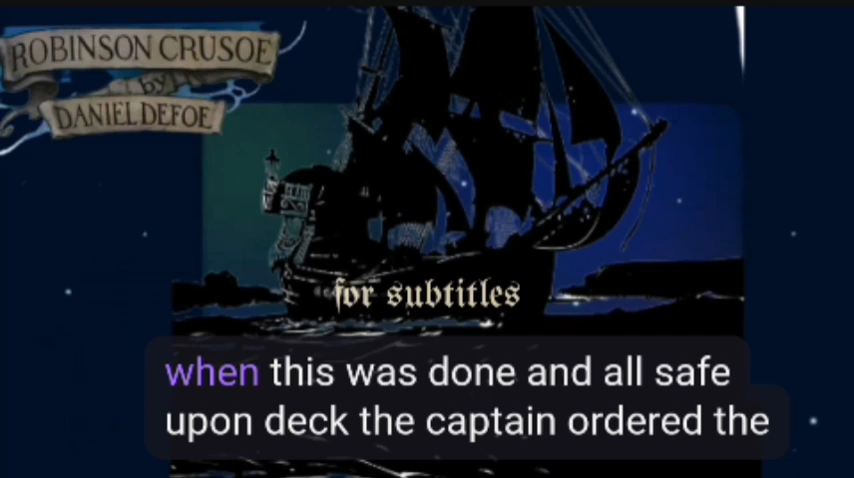 ROBINSON CRUSOE
by
DANIEL DEFOE
for subtitles
when this was done and all safe
upon deck the captain ordered the